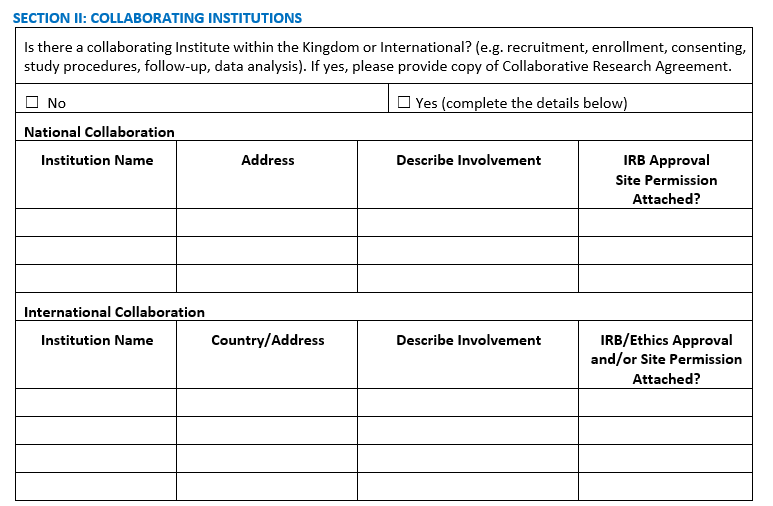 SECTION II: COLLABORATING INSTITUTIONS
Is there a collaborating Institute within the Kingdom or International? (e.g. recruitment, enrollment, consenting,
study procedures, follow-up, data analysis). If yes, please provide copy of Collaborative Research Agreement.
☐ No ☐ Yes (complete the details below)
National Collaboration
Institution Name Address Describe Involvement IRB Approval
Site Permission
Attached?
International Collaboration
Institution Name Country/Address Describe Involvement IRB/Ethics Approval
and/or Site Permission
Attached?